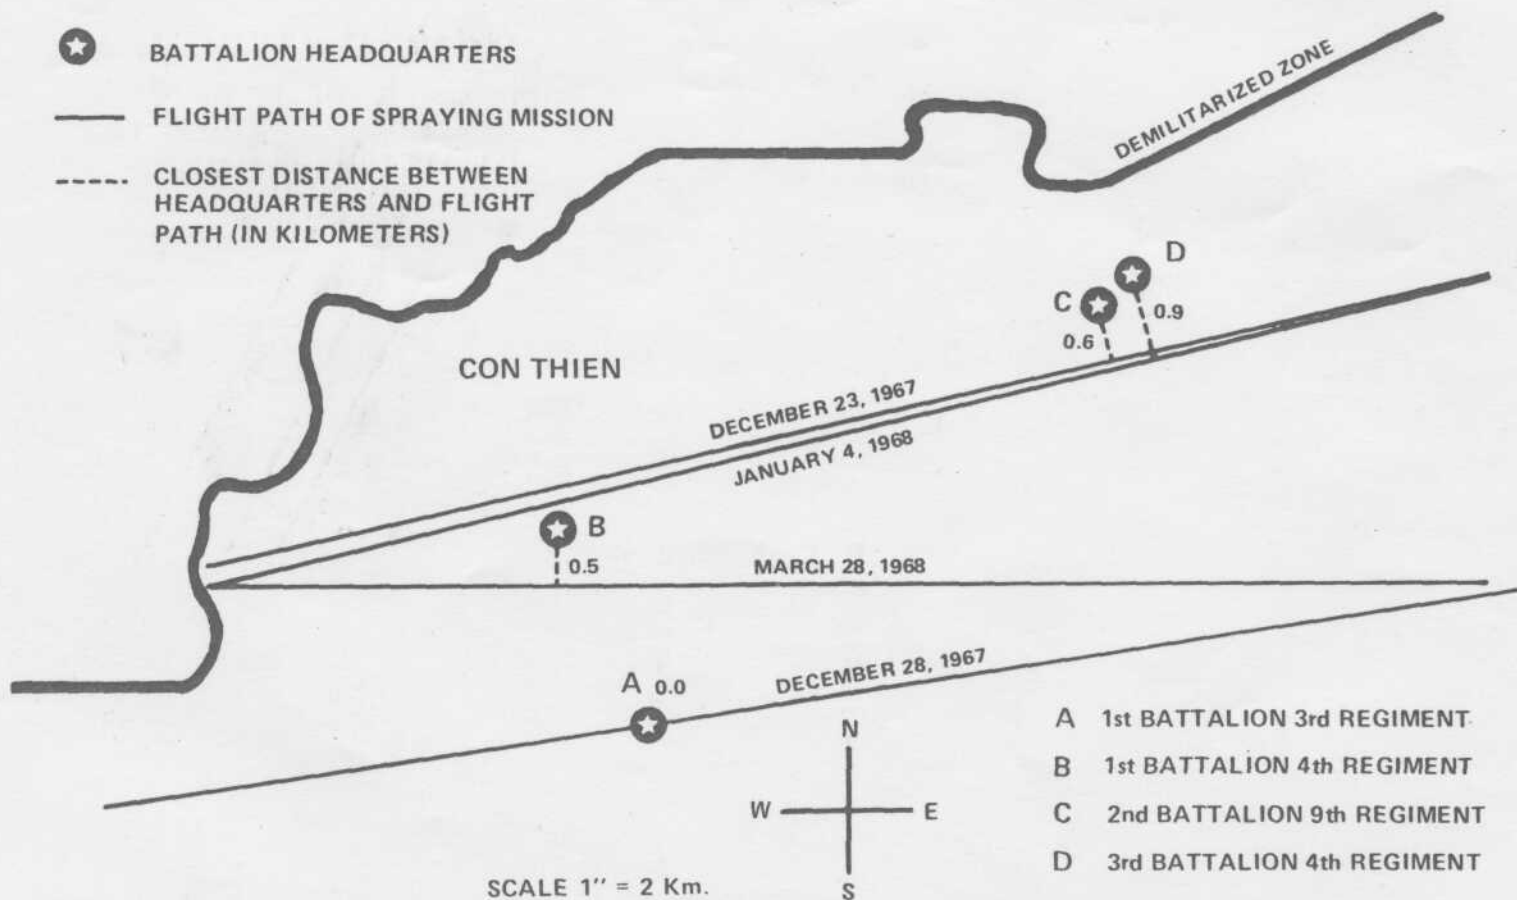 BATTALION HEADQUARTERS
FLIGHT PATH OF SPRAYING MISSION
CLOSEST DISTANCE BETWEEN
HEADQUARTERS AND FLIGHT
PATH (IN KILOMETERS)
DEMILITARIZED ZONE
D
C
0.9
0.6
CON THIEN
DECEMBER 23, 1967
JANUARY 4, 1968
B
0.5
MARCH 28, 1968
A 0.0
DECEMBER 28, 1967
N
W E
S
SCALE 1" = 2 Km.
A 1st BATTALION 3rd REGIMENT
B 1st BATTALION 4th REGIMENT
C 2nd BATTALION 9th REGIMENT
D 3rd BATTALION 4th REGIMENT